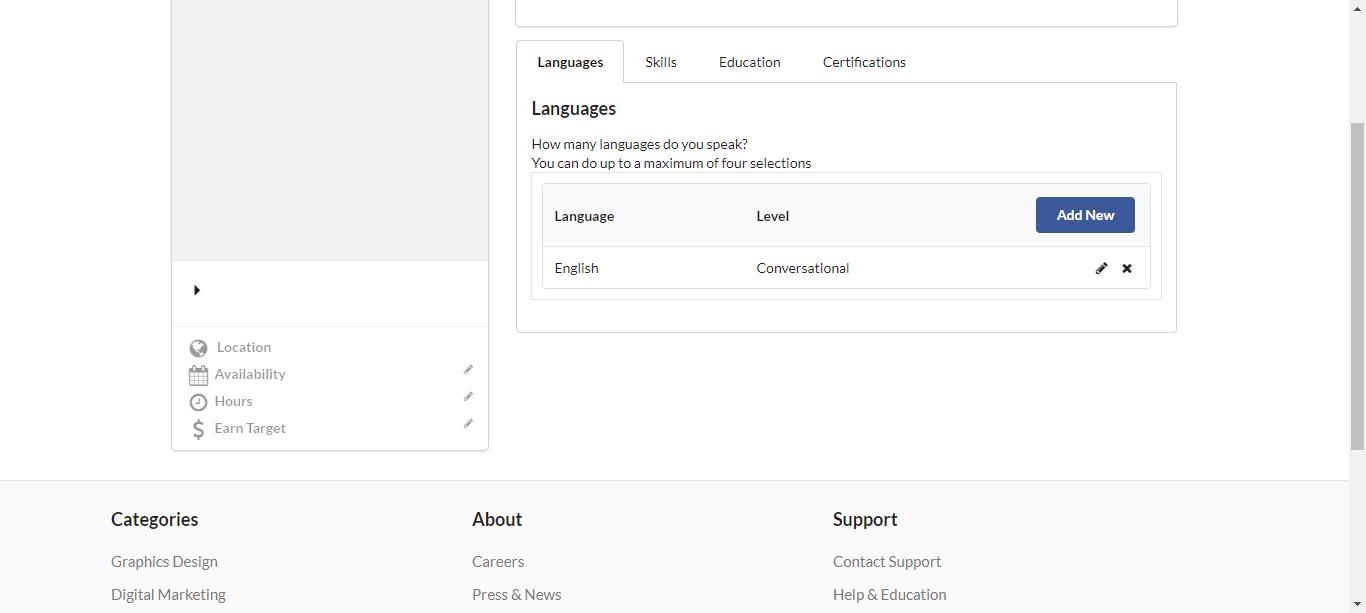 Languages Skills Education Certifications
Languages
How many languages do you speak?
You can do up to a maximum of four selections
Language Level Add New
English Conversational
Location
Availability
Hours
Earn Target
Categories About Support
Graphics Design Careers Contact Support
Digital Marketing Press & News Help & Education